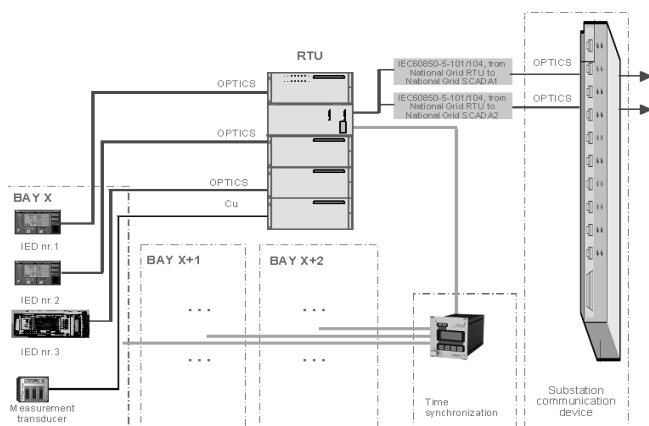 RTU
IEC60850-5-101/104, from
National Grid RTU to
National Grid SCADA1
OPTICS
OPTICS
IEC60850-5-101/104, from
National Grid RTU to
National Grid SCADA2
OPTICS
OPTICS
OPTICS
BAY X
Cu
IED nr.1
BAY X+1
BAY X+2
IED nr.2
...
...
IED nr.3
...
...
Measurement
transducer
Time
synchronization
Substation
communication
device